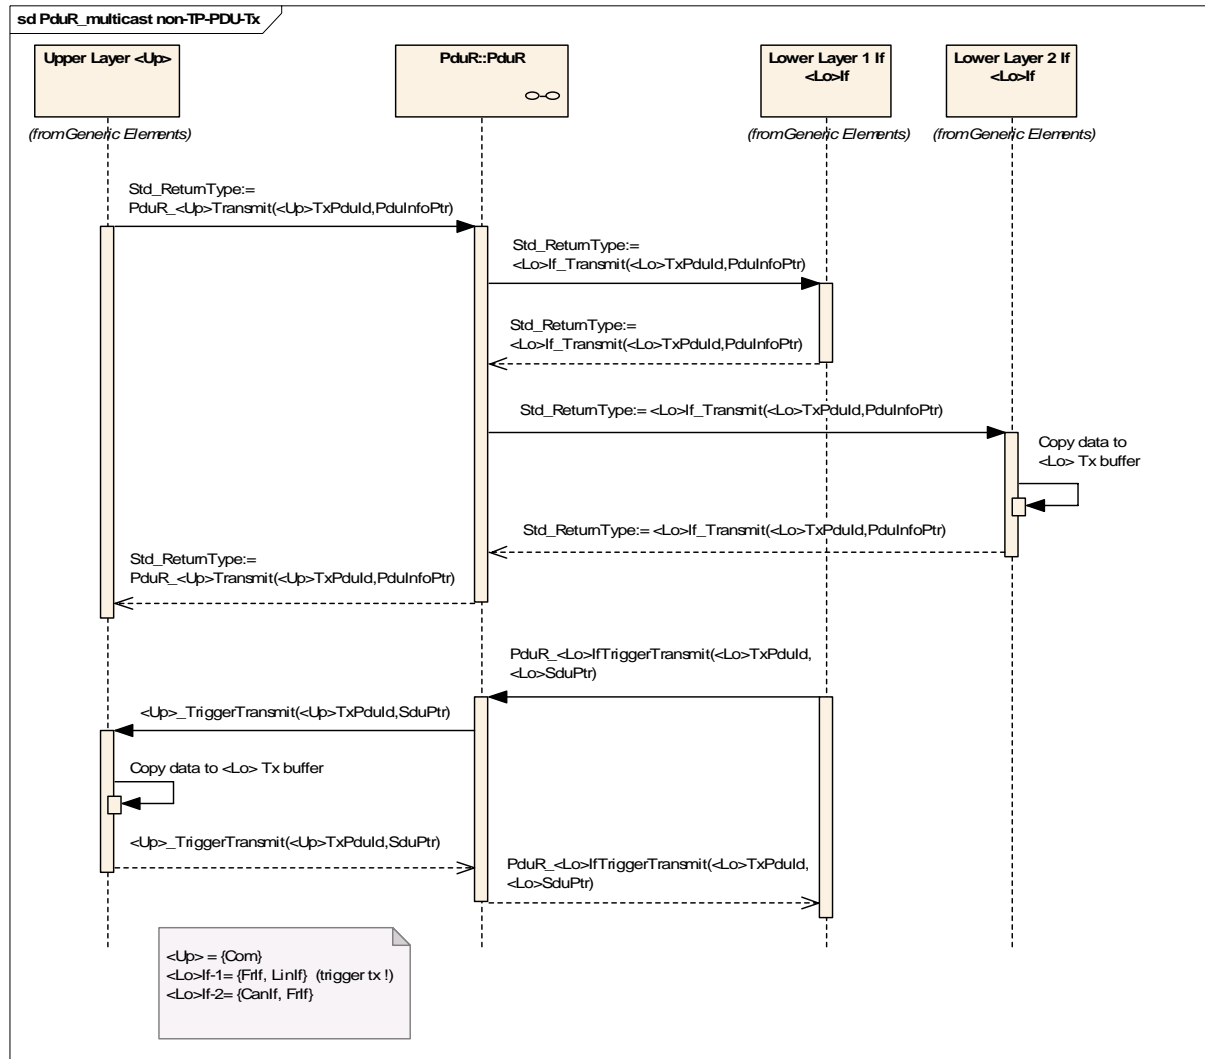 sd PduR_multicast non-TP-PDU-Tx
Upper Layer <Up>
PduR::PduR
Lower Layer 1 If
<Lo>If
Lower Layer 2 If
<Lo>If
(from Generic Elements)
(from Generic Elements)
(from Generic Elements)
Std_ReturnType:=
PduR_<Up>Transmit(<Up>TxPduId,PduInfoPtr)
Std_ReturnType:=
<Lo>If_Transmit(<Lo>TxPduId,PduInfoPtr)
Std_ReturnType:=
<Lo>If_Transmit(<Lo>TxPduId,PduInfoPtr)
Std_ReturnType:= <Lo>If_Transmit(<Lo>TxPduId,PduInfoPtr)
Copy data to
<Lo> Tx buffer
Std_ReturnType:= <Lo>If_Transmit(<Lo>TxPduId,PduInfoPtr)
Std_ReturnType:=
PduR_<Up>Transmit(<Up>TxPduId,PduInfoPtr)
PduR_<Lo>IfTriggerTransmit(<Lo>TxPduId,
<Lo>SduPtr)
<Up>_TriggerTransmit(<Up>TxPduId,SduPtr)
Copy data to <Lo> Tx buffer
<Up>_TriggerTransmit(<Up>TxPduId,SduPtr)
PduR_<Lo>IfTriggerTransmit(<Lo>TxPduId,
<Lo>SduPtr)
<Up> = {Com}
<Lo>If-1= {FrIf, LinIf} (trigger tx !)
<Lo>If-2= {CanIf, FrIf}